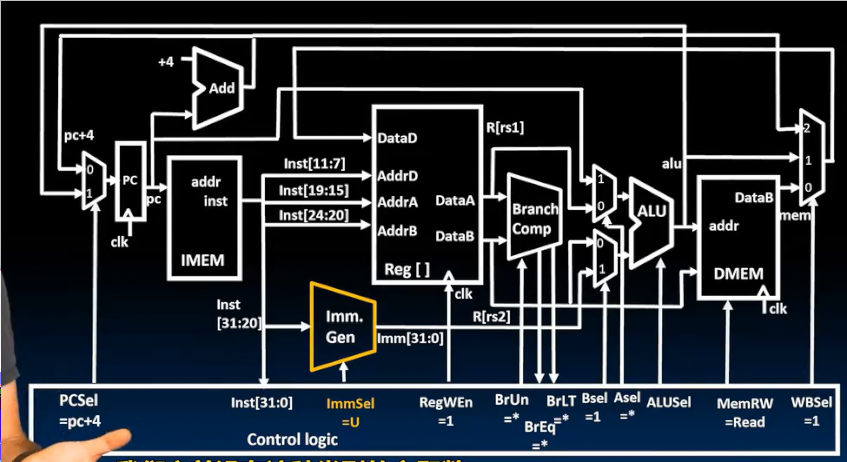 +4
Add
pc+4
0
1
PC
clk
pc
addr
inst
IMEM
Inst[11:7]
Inst[19:15]
Inst[24:20]
DataD
AddrD
AddrA
AddrB
DataA
DataB
Reg [ ]
clk
R[rs1]
Branch
Comp
1
0
0
1
ALU
alu
addr
DataB
DMEM
clk
mem
2
1
0
Inst
[31:20]
Imm.
Gen
Imm[31:0]
R[rs2]
PCSel
=pc+4
Inst[31:0]
ImmSel
=U
RegWEn
=1
BrUn
=*
BrEq
=*
BrLT
=*
Bsel
=1
Asel
=*
ALUSel
MemRW
=Read
WBSel
=1
Control logic